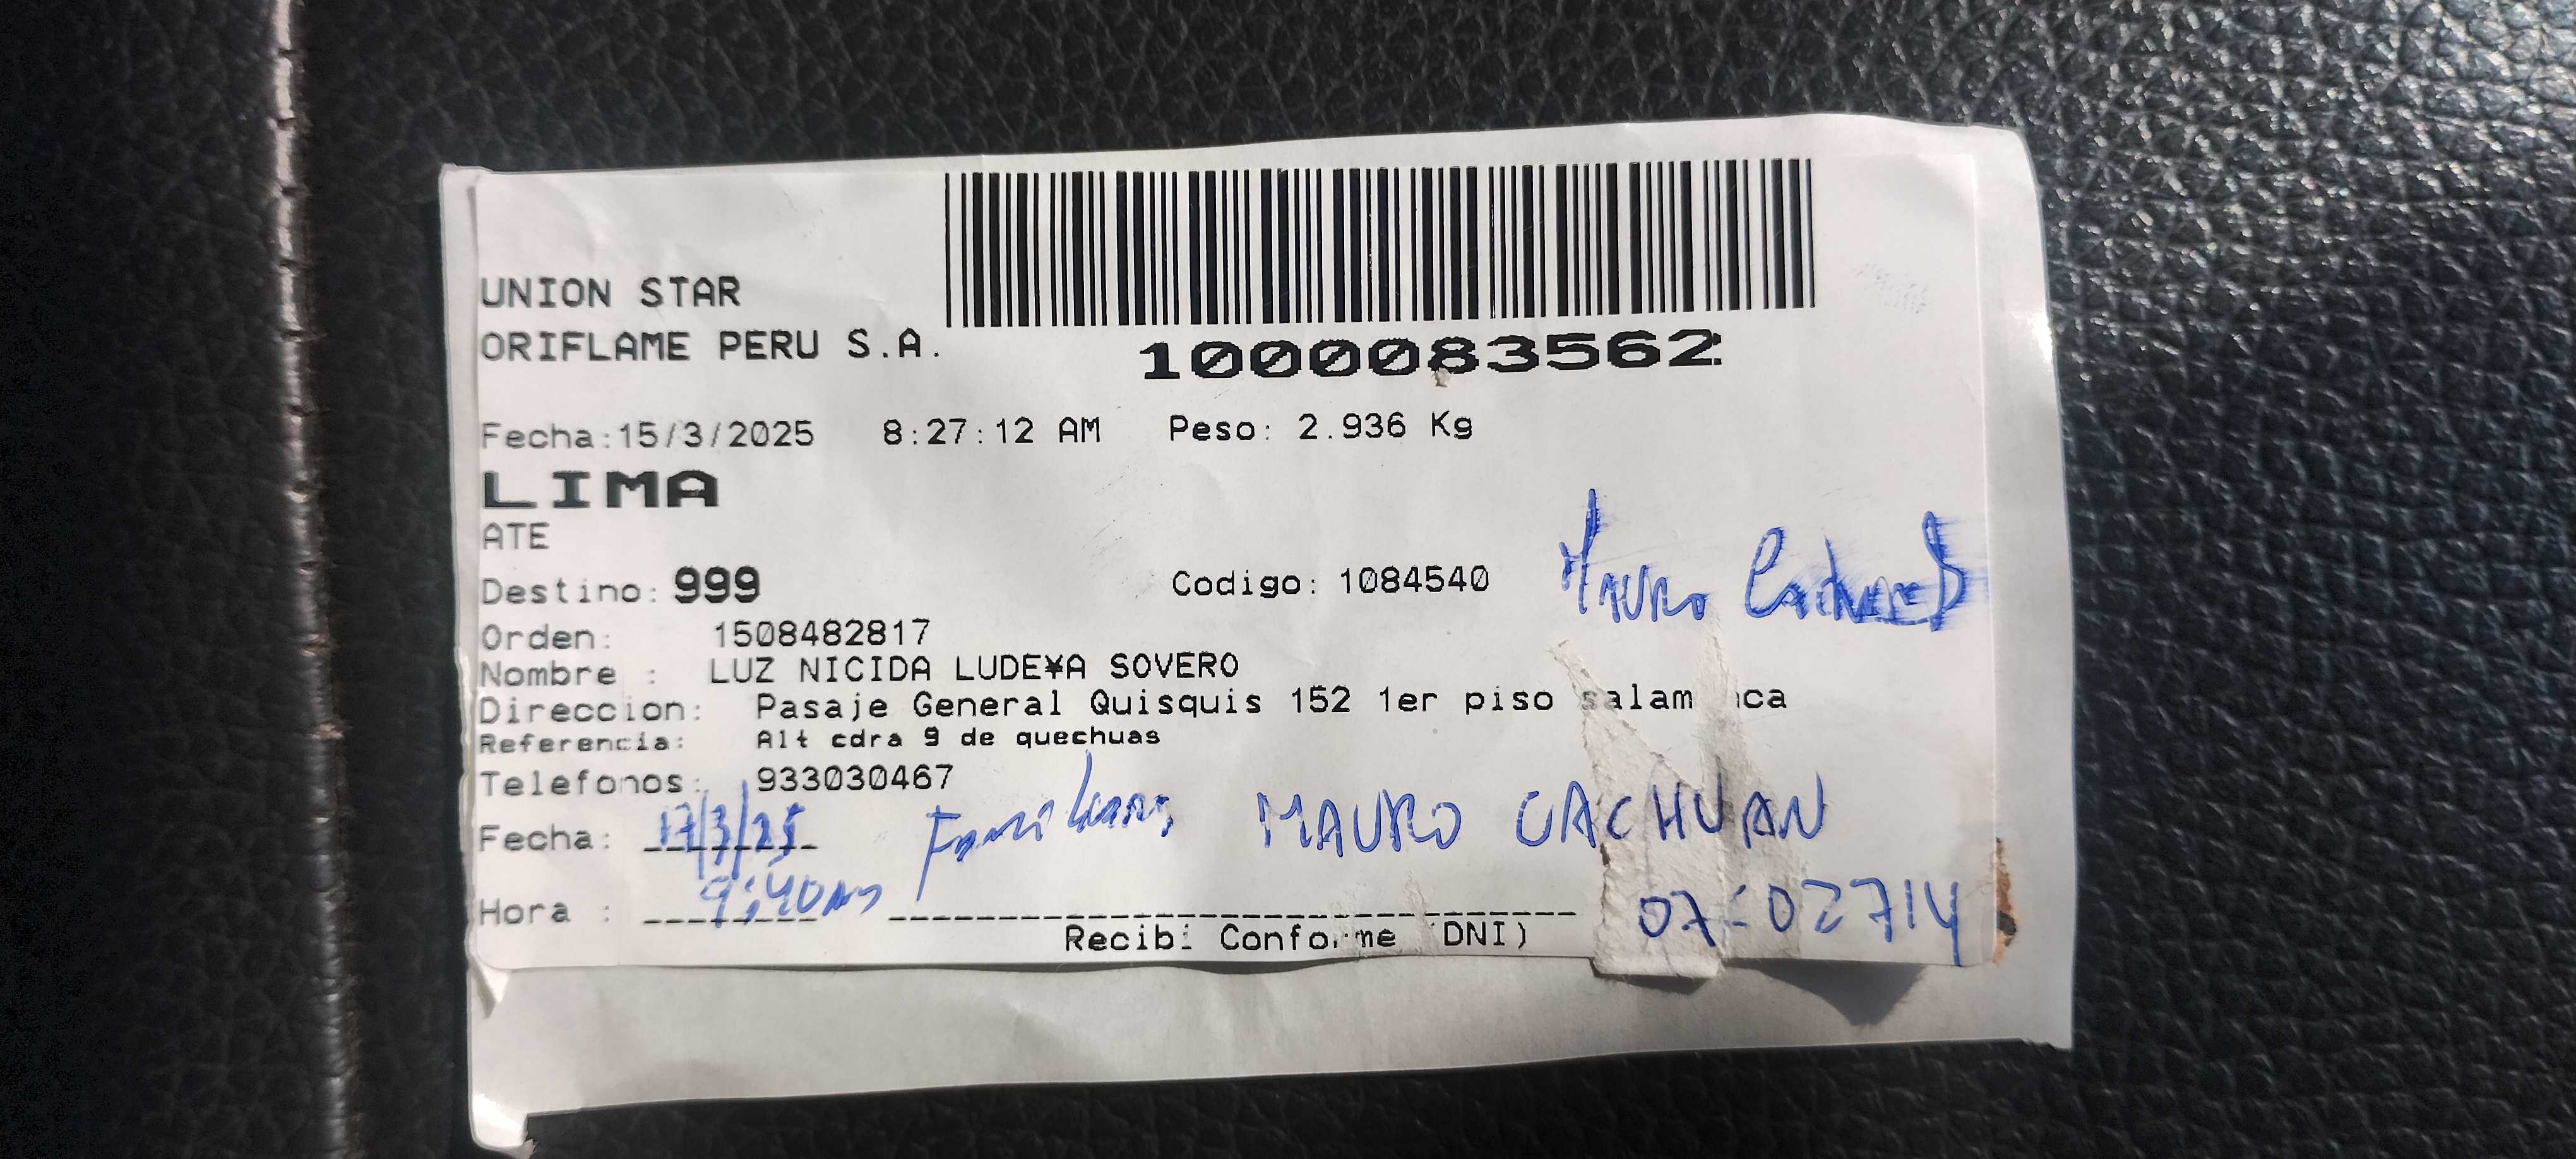 UNION STAR
ORIFLAME PERU S.A.
1000083562
Fecha:15/3/2025 8:27:12 AM Peso: 2.936 Kg
LIMA
ATE
Destino: 999 Codigo: 1084540
Mauro
Orden: 1508482817
Nombre : LUZ NICIDA LUDE¥A SOVERO
Direccion: Pasaje General Quisquis 152 1er piso
Referencia: Alt cdra 9 de quechuas
Telefonos: 933030467
Fecha: 17/3/25 MAURO CACHUAN
Hora : 9:40am
Recibi Conforme DNI)